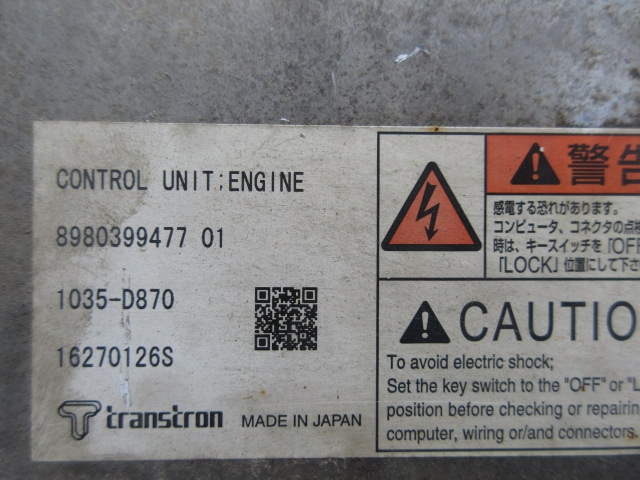 CONTROL UNIT;ENGINE
8980399477 01
1035-D870
16270126S
transtron MADE IN JAPAN
警告
感電する恐れがあります。
コンピュータ、コネクタの点検
時は、キースイッチを「OFF
「LOCK」位置にして下さ
CAUTIO
To avoid electric shock;
Set the key switch to the "OFF" or "L
position before checking or repairing
computer, wiring or/and connectors.